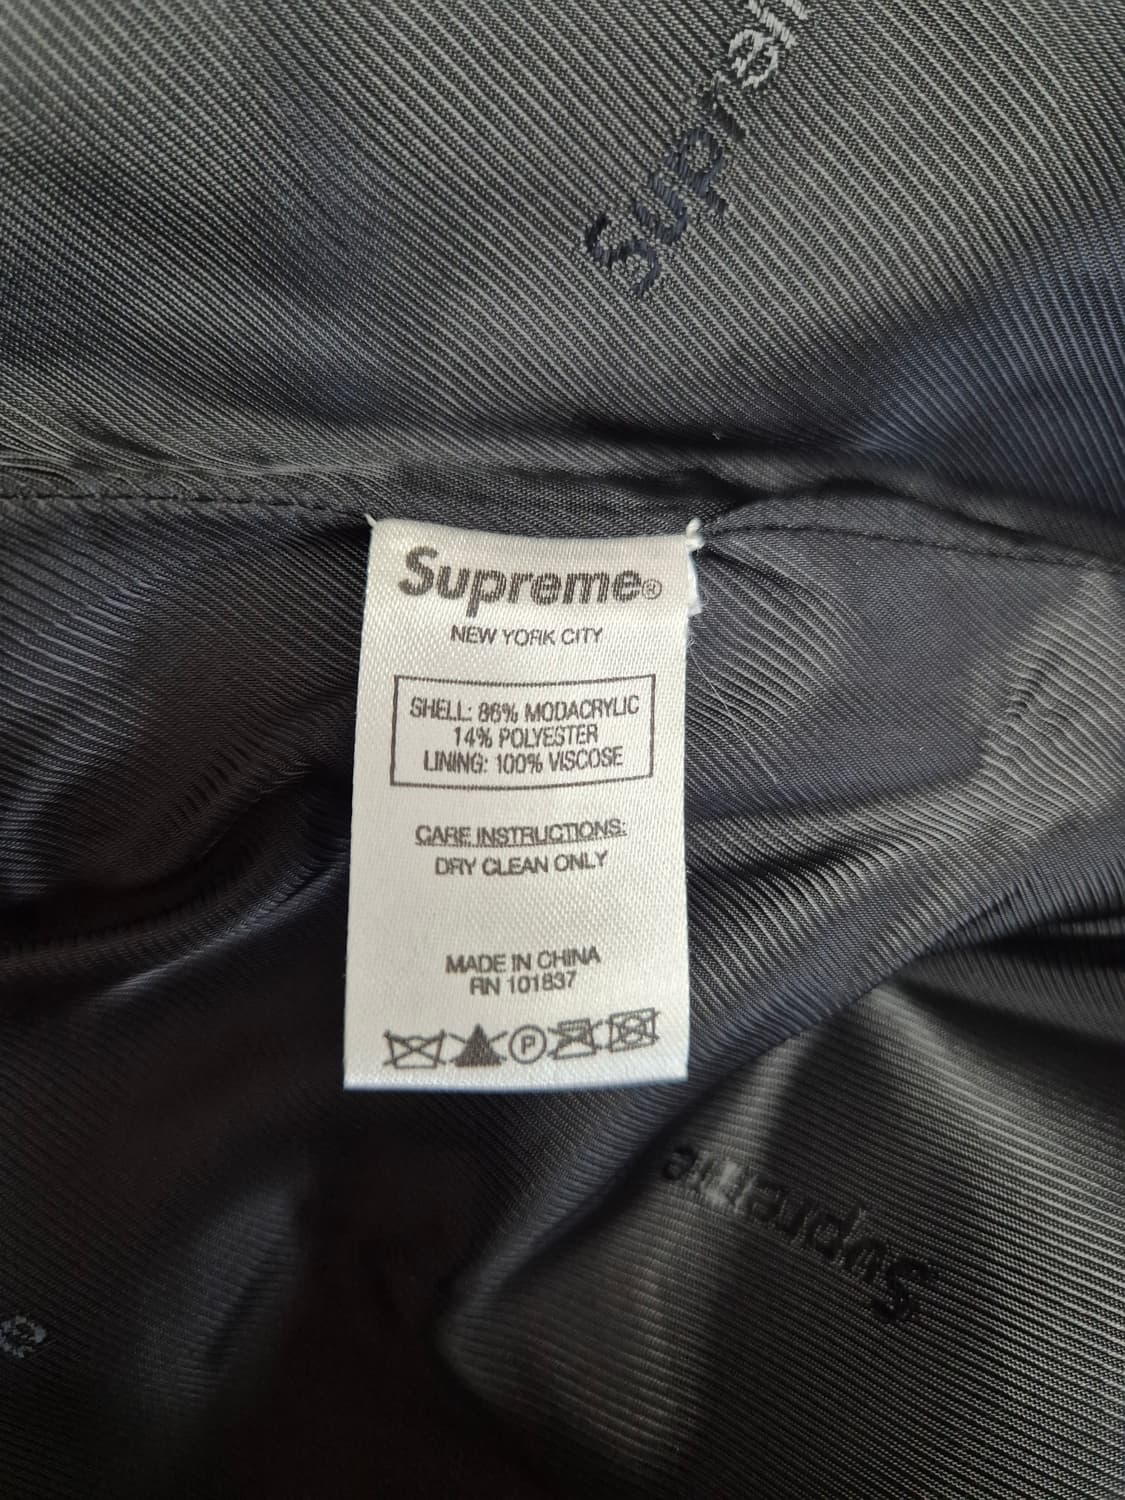 Supreme
Supreme®
NEW YORK CITY
SHELL: 86% MODACRYLIC
14% POLYESTER
LINING: 100% VISCOSE
CARE INSTRUCTIONS:
DRY CLEAN ONLY
MADE IN CHINA
RN 101837
P
Supreme